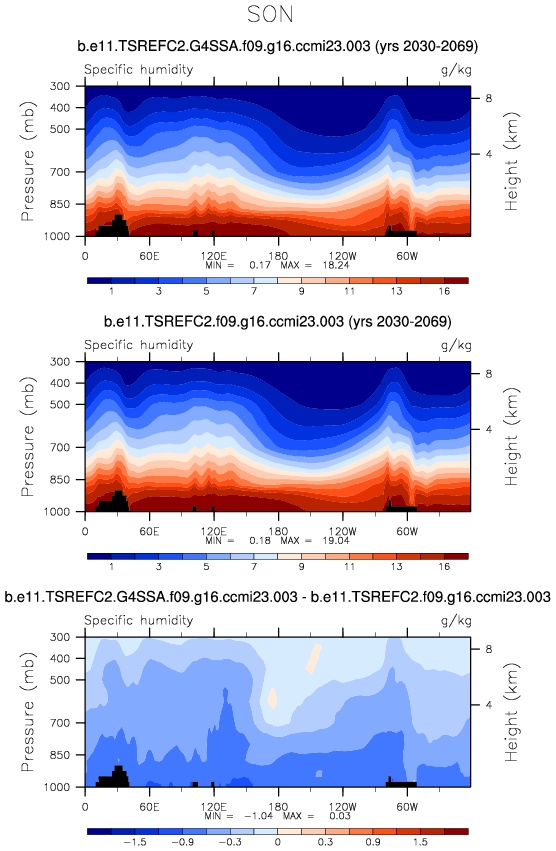 SON
b.e11.TSREFC2.G4SSA.f09.g16.ccmi23.003 (yrs 2030-2069)
Specific humidity g/kg
Pressure (mb)
300
400
500
700
850
1000
8
4
Height (km)
0 60E 120E 180 120W 60W
MIN = 0.17 MAX = 18.24
1 3 5 7 9 11 13 16
b.e11.TSREFC2.f09.g16.ccmi23.003 (yrs 2030-2069)
Specific humidity g/kg
Pressure (mb)
300
400
500
700
850
1000
8
4
Height (km)
0 60E 120E 180 120W 60W
MIN = 0.18 MAX = 19.04
1 3 5 7 9 11 13 16
b.e11.TSREFC2.G4SSA.f09.g16.ccmi23.003 - b.e11.TSREFC2.f09.g16.ccmi23.003
Specific humidity g/kg
Pressure (mb)
300
400
500
700
850
1000
8
4
Height (km)
0 60E 120E 180 120W 60W
MIN = −1.04 MAX = 0.03
−1.5 −0.9 −0.3 0 0.3 0.9 1.5